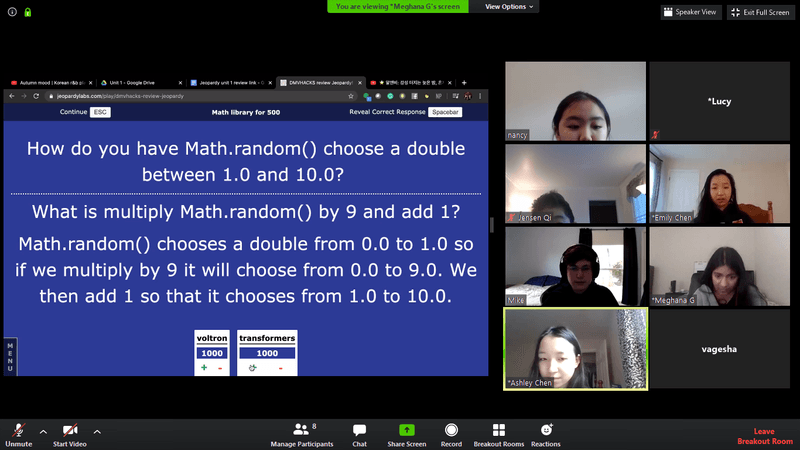 You are viewing *Meghana G's screen
View Options
Speaker View
Exit Full Screen
Autumn mood | Korean r&b pla
Unit 1 - Google Drive
Jeopardy unit 1 review link - G
DMVHACKS review Jeopardy
jeopardylabs.com/play/dmvhacks-review-jeopardy
Continue ESC
Math library for 500
Reveal Correct Response Spacebar
How do you have Math.random() choose a double
between 1.0 and 10.0?
What is multiply Math.random() by 9 and add 1?
Math.random() chooses a double from 0.0 to 1.0 so
if we multiply by 9 it will choose from 0.0 to 9.0. We
then add 1 so that it chooses from 1.0 to 10.0.
MENU
voltron
1000
+ -
transformers
1000
-
nancy
*Lucy
Jensen Qi
*Emily Chen
Mike
*Meghana G
*Ashley Chen
vagesha
Unmute
Start Video
Manage Participants
8
Chat
Share Screen
Record
Breakout Rooms
Reactions
Leave
Breakout Room